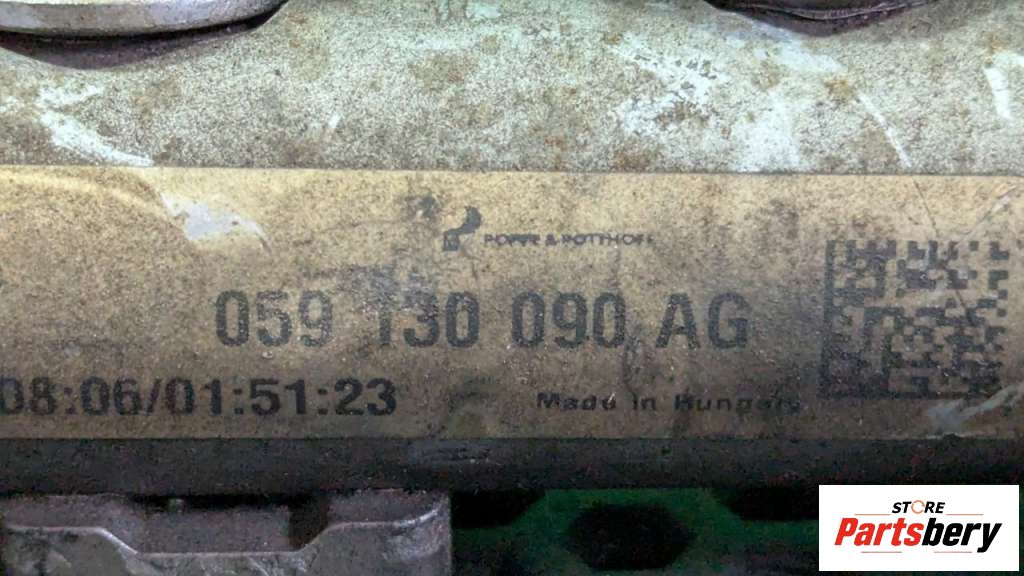 POPPE & POTTHOFF
059 130 090 AG
08:06/01:51:23
Made in Hungary
STORE
Partsbery